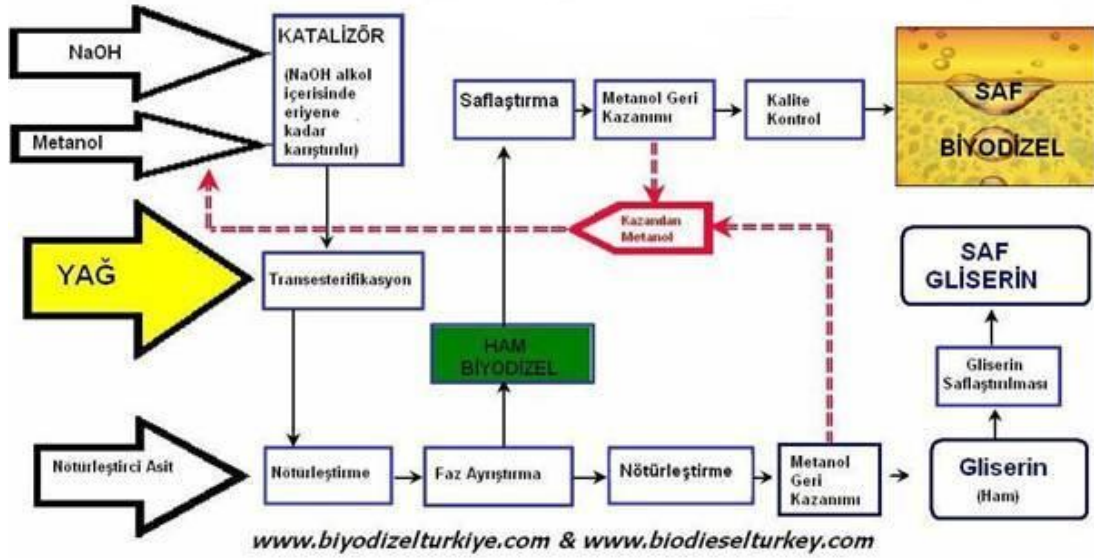 NaOH
KATALİZÖR
(NaOH alkol
içerisinde
eriyene
kadar
karıştırılır)
Metanol
Saflaştırma
Metanol Geri
Kazanımı
Kalite
Kontrol
SAF
BİYODİZEL
Kazanılan
Metanol
YAĞ
Transesterifikasyon
SAF
GLİSERİN
HAM
BİYODİZEL
Gliserin
Saflaştırılması
Nötürleştirci Asit
Nötürleştirme
Faz Ayrıştırma
Nötürleştirme
Metanol
Geri
Kazanımı
Gliserin
(Ham)
www.biyodizelturkiye.com & www.biodieselturkey.com